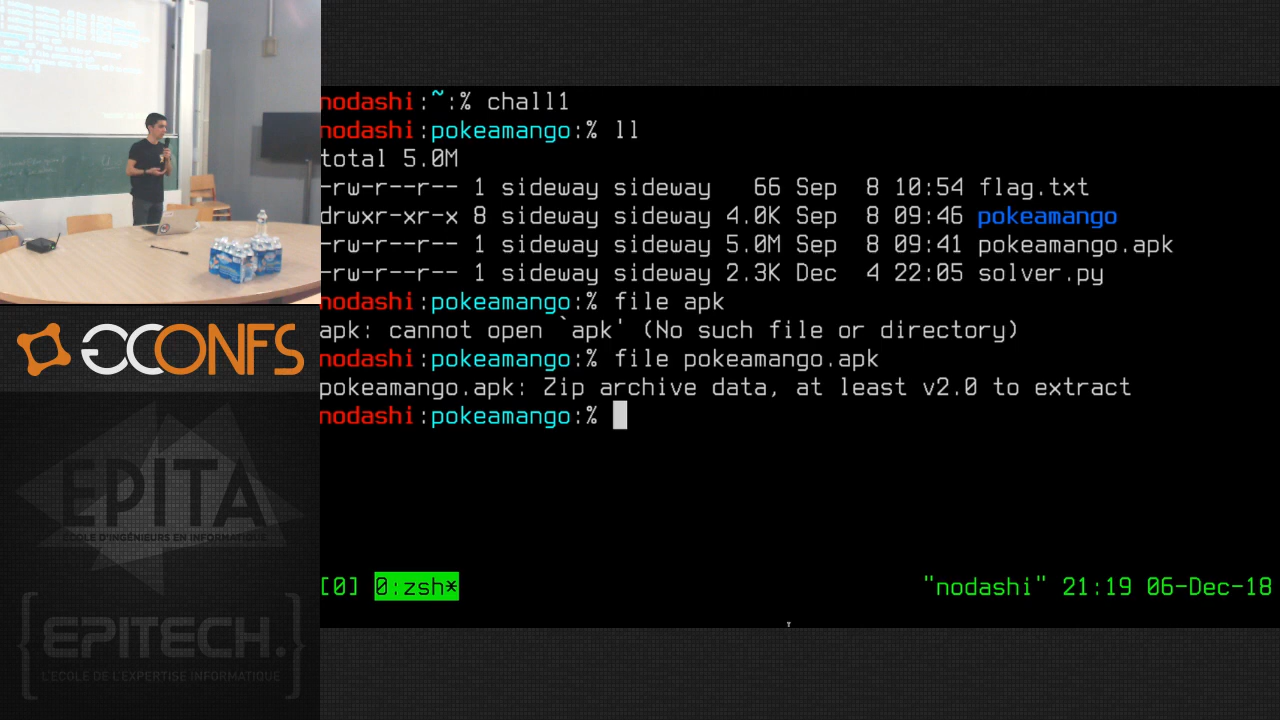 nodashi:~:% chall1
nodashi:pokeamango:% ll
total 5.0M
-rw-r--r-- 1 sideway sideway   66 Sep  8 10:54 flag.txt
drwxr-xr-x 8 sideway sideway 4.0K Sep  8 09:46 pokeamango
-rw-r--r-- 1 sideway sideway 5.0M Sep  8 09:41 pokeamango.apk
-rw-r--r-- 1 sideway sideway 2.3K Dec  4 22:05 solver.py
nodashi:pokeamango:% file apk
apk: cannot open `apk' (No such file or directory)
nodashi:pokeamango:% file pokeamango.apk
pokeamango.apk: Zip archive data, at least v2.0 to extract
nodashi:pokeamango:%
[0] 0:zsh*
"nodashi" 21:19 06-Dec-18
GCONFS
EPITA
ÉCOLE D'INGÉNIEURS EN INFORMATIQUE
{EPITECH.}
L'ECOLE DE L'EXPERTISE INFORMATIQUE